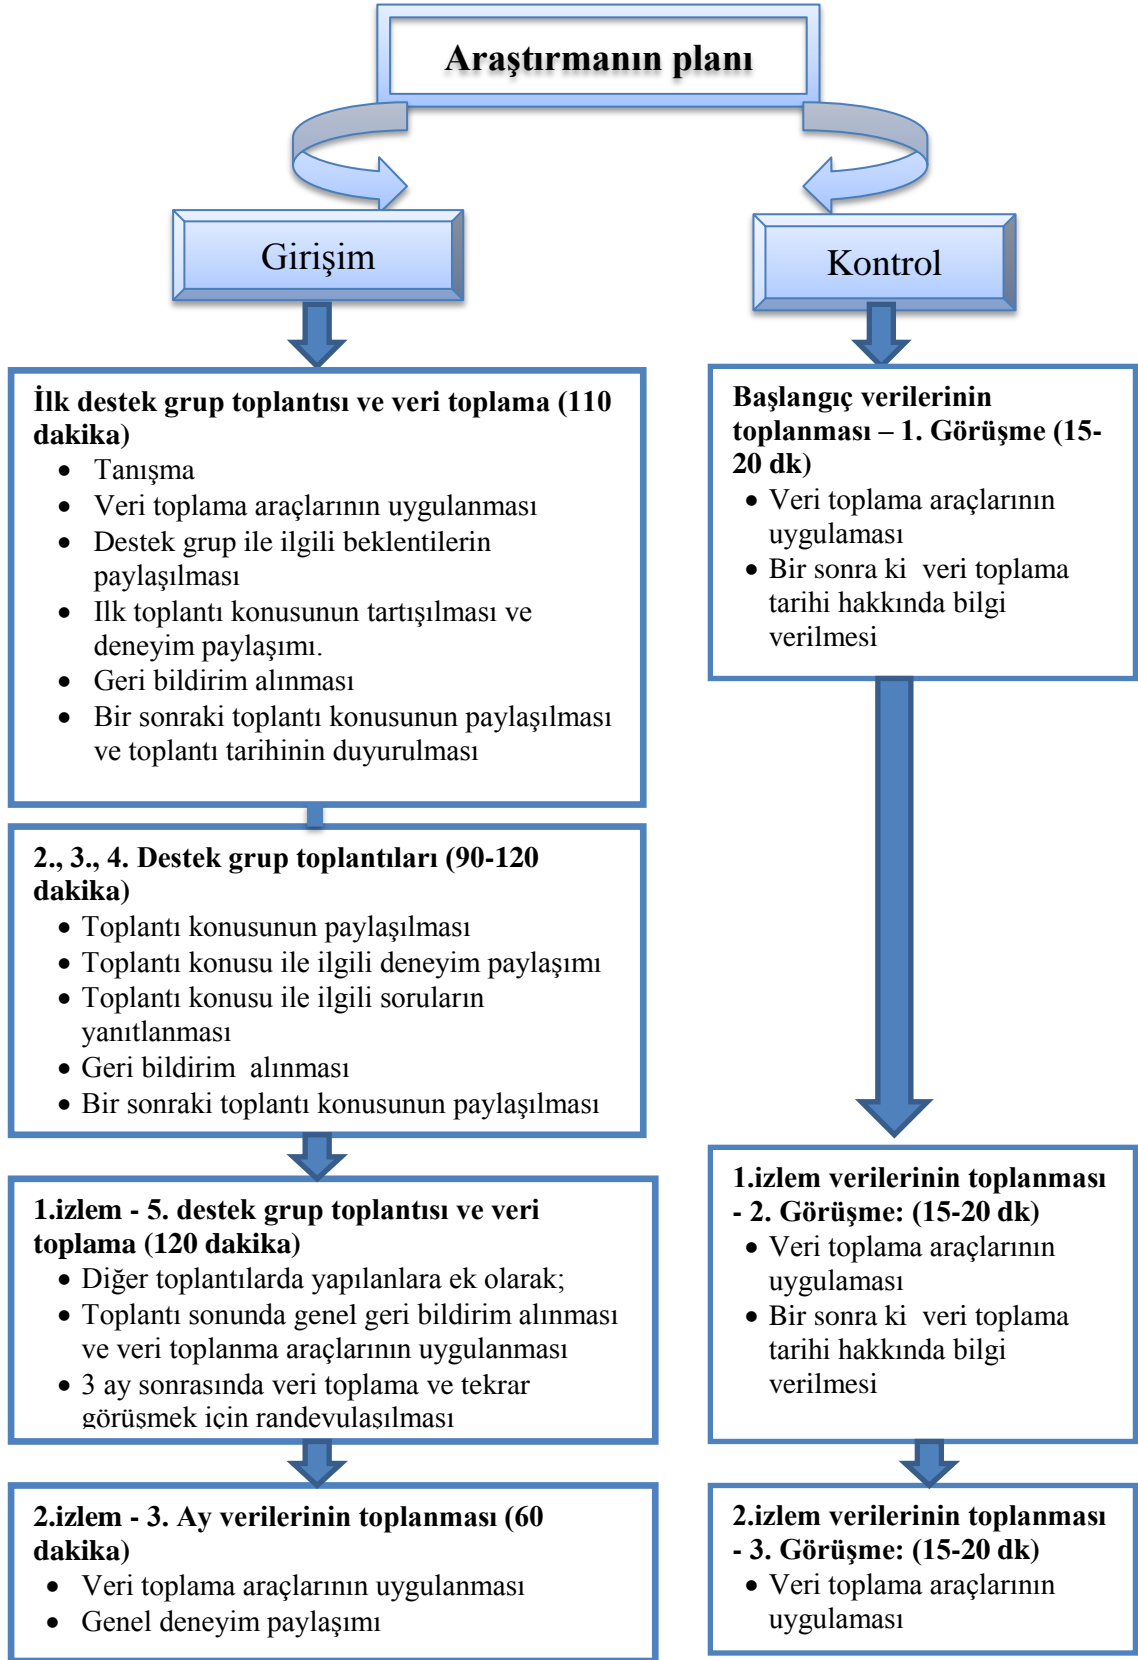 Araştırmanın planı
Girişim
Kontrol
İlk destek grup toplantısı ve veri toplama (110
dakika)
• Tanışma
• Veri toplama araçlarının uygulanması
• Destek grup ile ilgili beklentilerin
paylaşılması
• Ilk toplantı konusunun tartışılması ve
deneyim paylaşımı.
• Geri bildirim alınması
• Bir sonraki toplantı konusunun paylaşılması
ve toplantı tarihinin duyurulması
2., 3., 4. Destek grup toplantıları (90-120
dakika)
• Toplantı konusunun paylaşılması
• Toplantı konusu ile ilgili deneyim paylaşımı
• Toplantı konusu ile ilgili soruların
yanıtlanması
• Geri bildirim alınması
• Bir sonraki toplantı konusunun paylaşılması
1.izlem - 5. destek grup toplantısı ve veri
toplama (120 dakika)
• Diğer toplantılarda yapılanlara ek olarak;
• Toplantı sonunda genel geri bildirim alınması
ve veri toplanma araçlarının uygulanması
• 3 ay sonrasında veri toplama ve tekrar
görüşmek için randevulaşılması
2.izlem - 3. Ay verilerinin toplanması (60
dakika)
• Veri toplama araçlarının uygulanması
• Genel deneyim paylaşımı
Başlangıç verilerinin
toplanması – 1. Görüşme (15-
20 dk)
• Veri toplama araçlarının
uygulaması
• Bir sonra ki veri toplama
tarihi hakkında bilgi
verilmesi
1.izlem verilerinin toplanması
- 2. Görüşme: (15-20 dk)
• Veri toplama araçlarının
uygulaması
• Bir sonra ki veri toplama
tarihi hakkında bilgi
verilmesi
2.izlem verilerinin toplanması
- 3. Görüşme: (15-20 dk)
• Veri toplama araçlarının
uygulaması